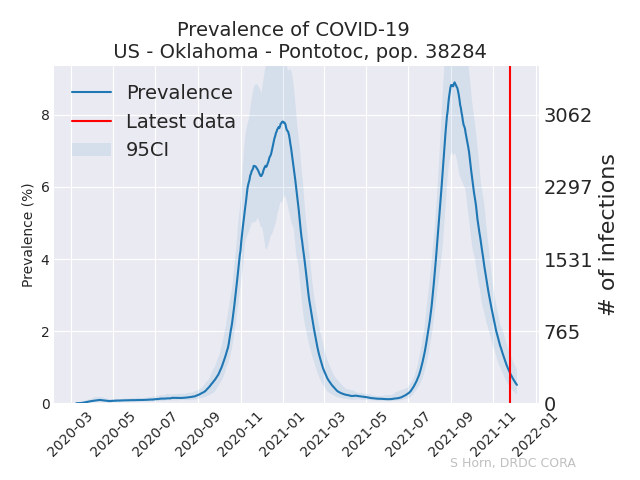 Prevalence of COVID-19
US - Oklahoma - Pontotoc, pop. 38284
Prevalence
Latest data
95CI
Prevalence (%)
8
6
4
2
0
3062
2297
1531
765
0
# of infections
2020-03
2020-05
2020-07
2020-09
2020-11
2021-01
2021-03
2021-05
2021-07
2021-09
2021-11
2022-01
S Horn, DRDC CORA